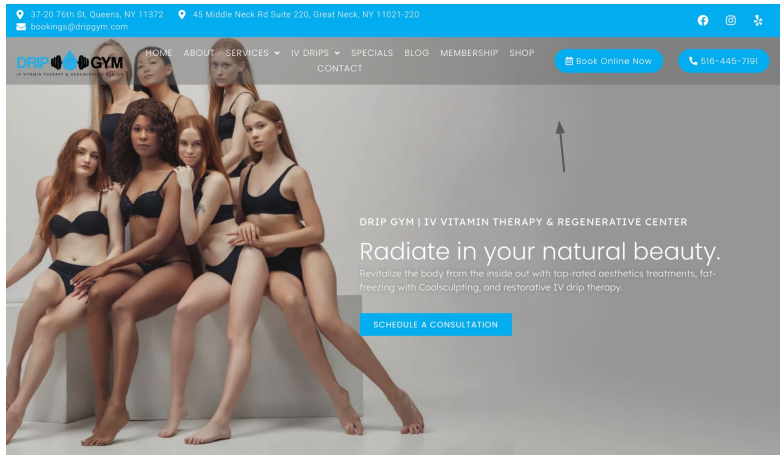 37-20 76th St, Queens, NY 11372 45 Middle Neck Rd Suite 220, Great Neck, NY 11021-220
bookings@dripgym.com
DRIP GYM
IV VITAMIN THERAPY & REGENERATIVE CENTER
HOME ABOUT SERVICES IV DRIPS SPECIALS BLOG MEMBERSHIP SHOP
CONTACT
Book Online Now
516-445-7191
DRIP GYM | IV VITAMIN THERAPY & REGENERATIVE CENTER
Radiate in your natural beauty.
Revitalize the body from the inside out with top-rated aesthetics treatments, fat-
freezing with Coolsculpting, and restorative IV drip therapy.
SCHEDULE A CONSULTATION